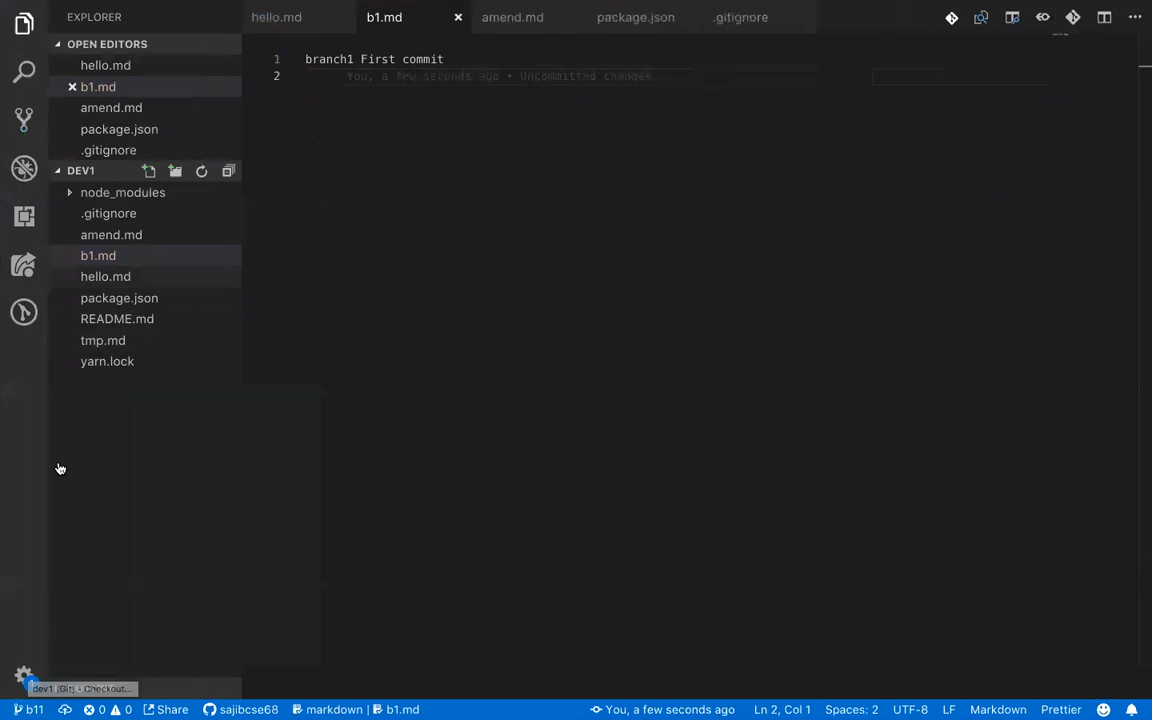 EXPLORER
hello.md
b1.md
amend.md
package.json
.gitignore
OPEN EDITORS
hello.md
b1.md
amend.md
package.json
.gitignore
DEV1
node_modules
.gitignore
amend.md
b1.md
hello.md
package.json
README.md
tmp.md
yarn.lock
1 branch1 First commit
2 You, a few seconds ago • Uncommitted changes
dev1 (Git) - Checkout...
b11 0 0 Share sajibcse68 markdown | b1.md You, a few seconds ago Ln 2, Col 1 Spaces: 2 UTF-8 LF Markdown Prettier